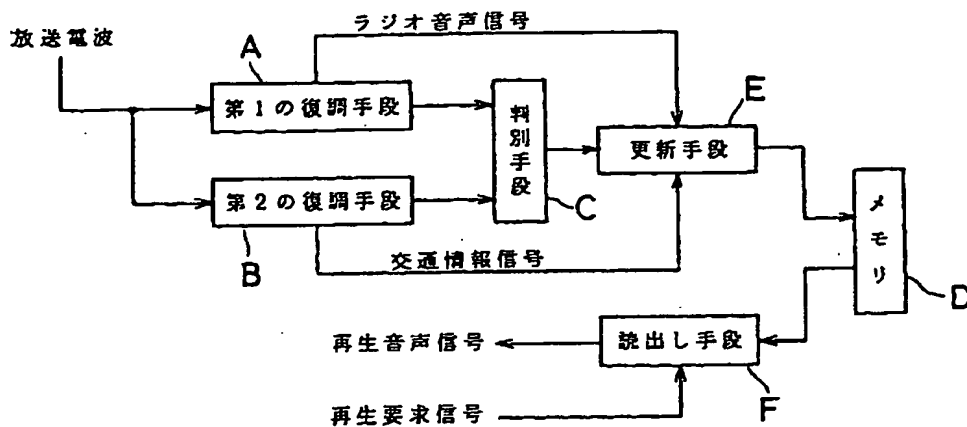 ラジオ音声信号
放送電波
A
第1の復調手段
判別手段
C
E
更新手段
第2の復調手段
B
交通情報信号
メモリ
D
再生音声信号
読出し手段
F
再生要求信号